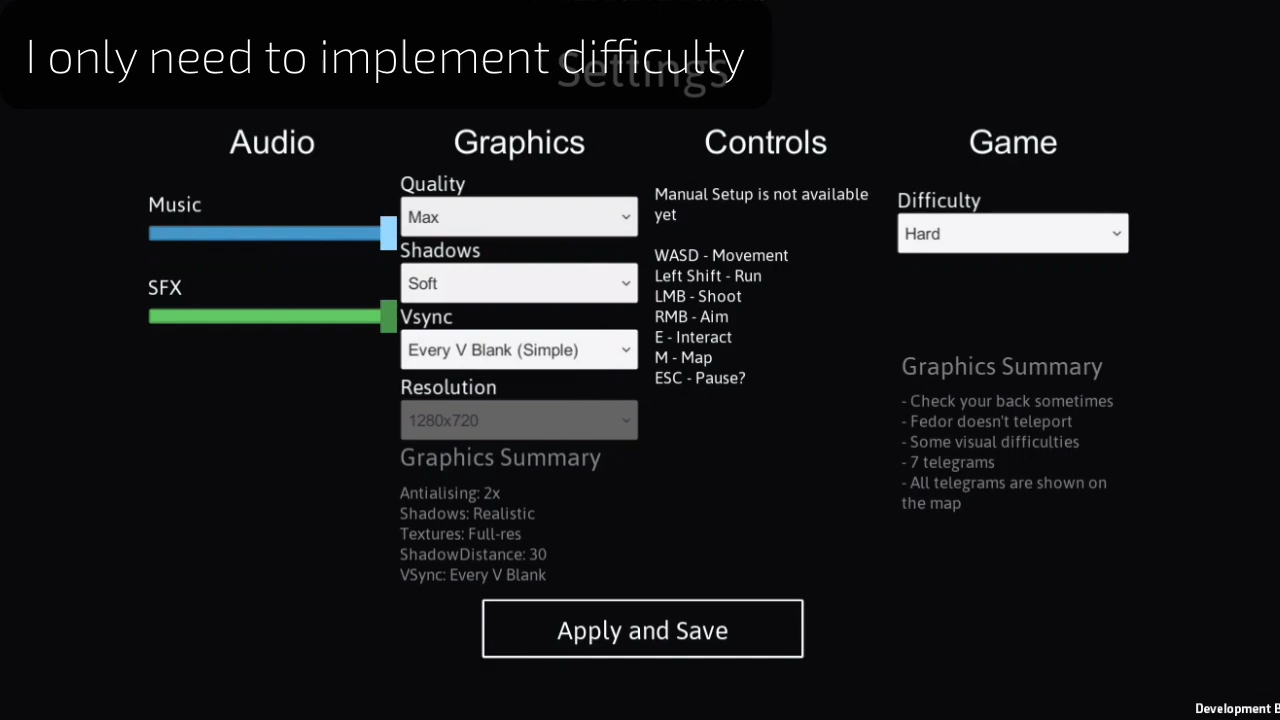 I only need to implement difficulty
Settings
Audio
Music
SFX
Graphics
Quality
Max
Shadows
Soft
Vsync
Every V Blank (Simple)
Resolution
1280x720
Graphics Summary
Antialising: 2x
Shadows: Realistic
Textures: Full-res
ShadowDistance: 30
VSync: Every V Blank
Controls
Manual Setup is not available
yet
WASD - Movement
Left Shift - Run
LMB - Shoot
RMB - Aim
E - Interact
M - Map
ESC - Pause?
Game
Difficulty
Hard
Graphics Summary
- Check your back sometimes
- Fedor doesn't teleport
- Some visual difficulties
- 7 telegrams
- All telegrams are shown on
the map
Apply and Save
Development B